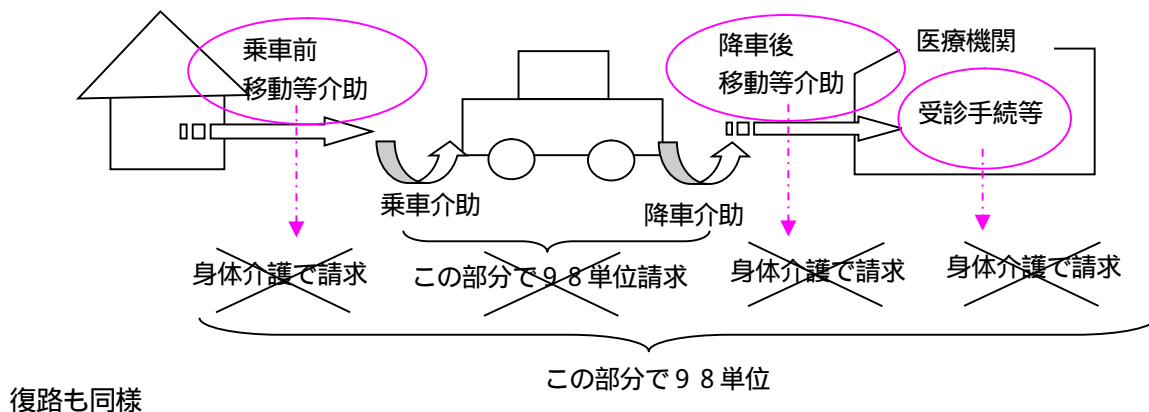 乗車前
移動等介助
降車後
移動等介助
医療機関
受診手続等
乗車介助
降車介助
身体介護で請求
この部分で９８単位請求
身体介護で請求
身体介護で請求
この部分で９８単位
復路も同様